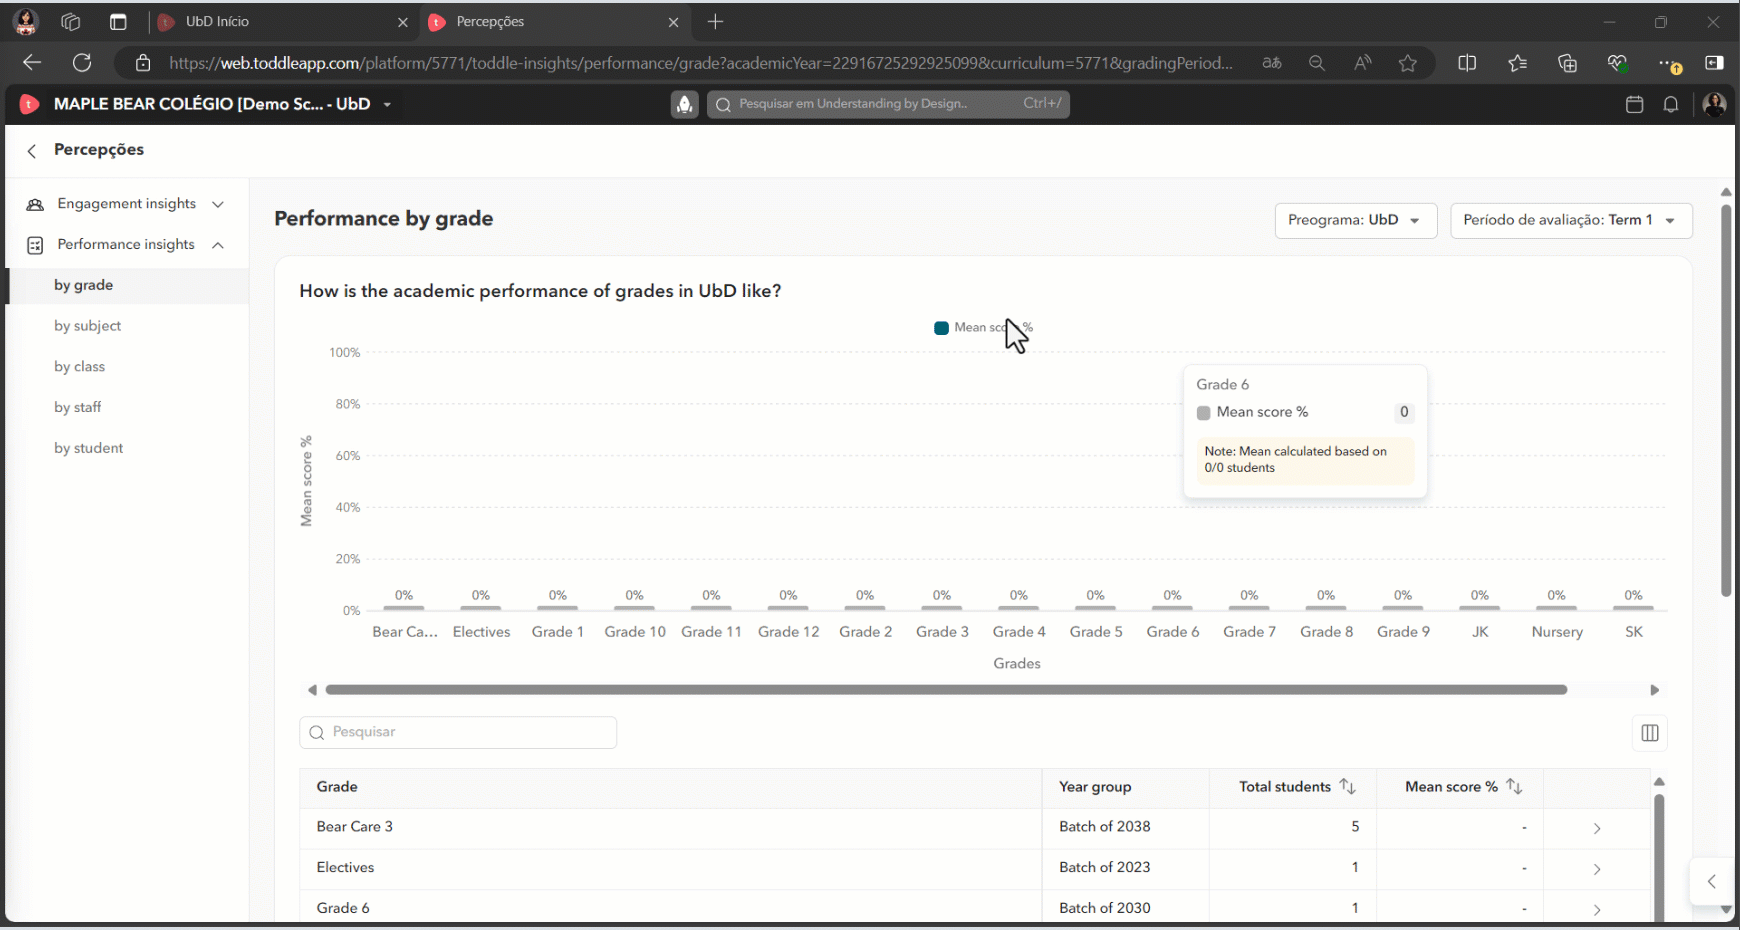 UbD Início
Percepções
https://web.toddleapp.com/platform/5771/toddle-insights/performance/grade?academicYear=22916725292925099&curriculum=5771&gradingPeriod...
MAPLE BEAR COLÉGIO [Demo Sc... - UbD
Pesquisar em Understanding by Design.. Ctrl+/
Percepções
Engagement insights
Performance insights
by grade
by subject
by class
by staff
by student
Performance by grade
Preograma: UbD
Período de avaliação: Term 1
How is the academic performance of grades in UbD like?
Mean sco %
100%
80%
60%
40%
20%
0%
Mean score %
Grade 6
Mean score % 0
Note: Mean calculated based on
0/0 students
0% 0% 0% 0% 0% 0% 0% 0% 0% 0% 0% 0% 0% 0% 0% 0% 0%
Bear Ca... Electives Grade 1 Grade 10 Grade 11 Grade 12 Grade 2 Grade 3 Grade 4 Grade 5 Grade 6 Grade 7 Grade 8 Grade 9 JK Nursery SK
Grades
Pesquisar
Grade Year group Total students Mean score %
Bear Care 3 Batch of 2038 5 -
Electives Batch of 2023 1 -
Grade 6 Batch of 2030 1 -